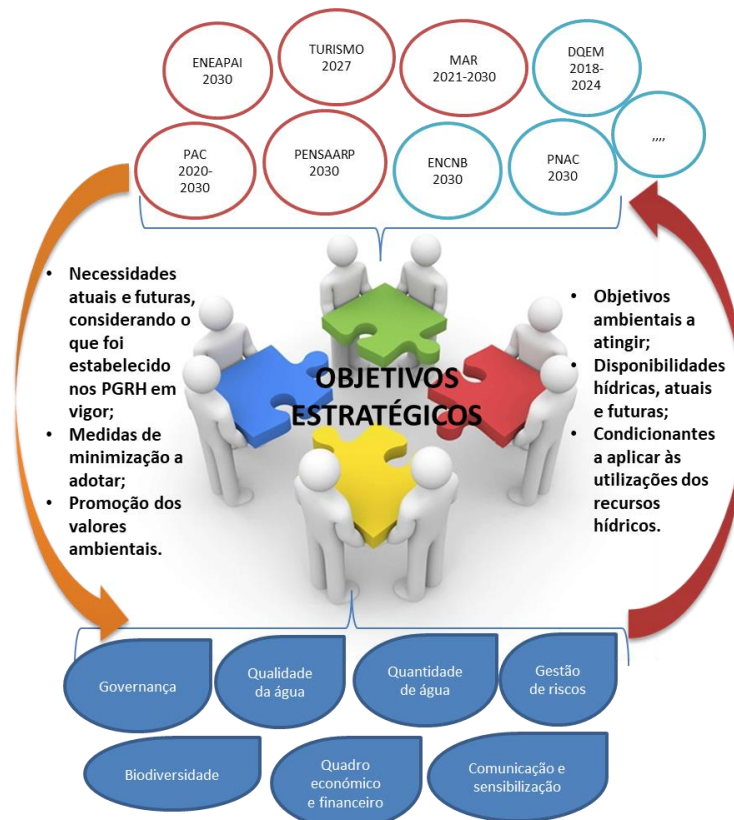 ENEAPAI
2030
TURISMO
2027
MAR
2021-2030
DQEM
2018-
2024
PAC
2020-
2030
PENSAARP
2030
ENCNB
2030
PNAC
2030
,,,,
• Necessidades
atuais e futuras,
considerando o
que foi
estabelecido
nos PGRH em
vigor;
• Medidas de
minimização a
adotar;
• Promoção dos
valores
ambientais.
OBJETIVOS
ESTRATÉGICOS
• Objetivos
ambientais a
atingir;
• Disponibilidades
hídricas, atuais
e futuras;
• Condicionantes
a aplicar às
utilizações dos
recursos
hídricos.
Governança
Qualidade
da água
Quantidade
de água
Gestão
de riscos
Biodiversidade
Quadro
económico
e financeiro
Comunicação e
sensibilização